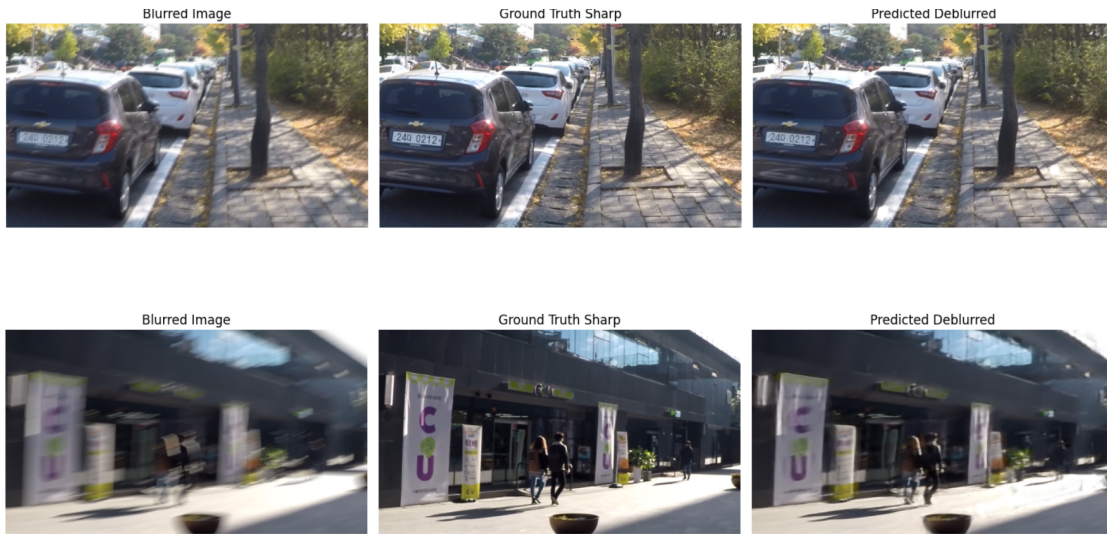 Blurred Image
Ground Truth Sharp
Predicted Deblurred
240 0212
240 0212
240 0212
Blurred Image
Ground Truth Sharp
Predicted Deblurred
CU
CU
CU